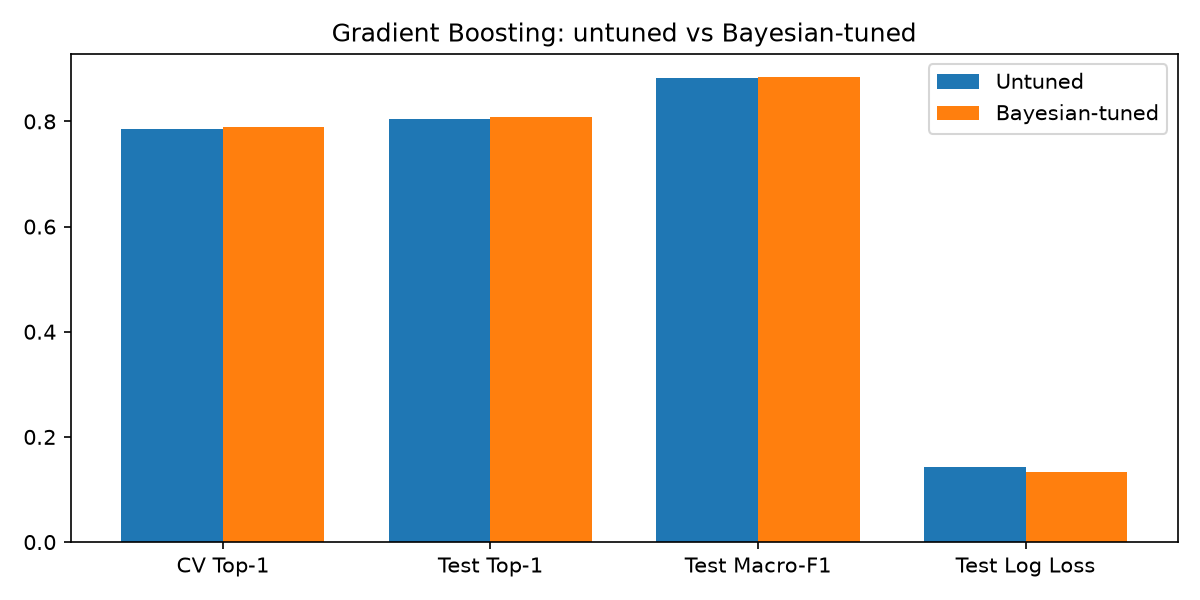 Gradient Boosting: untuned vs Bayesian-tuned
Untuned
Bayesian-tuned
0.8
0.6
0.4
0.2
0.0
CV Top-1
Test Top-1
Test Macro-F1
Test Log Loss